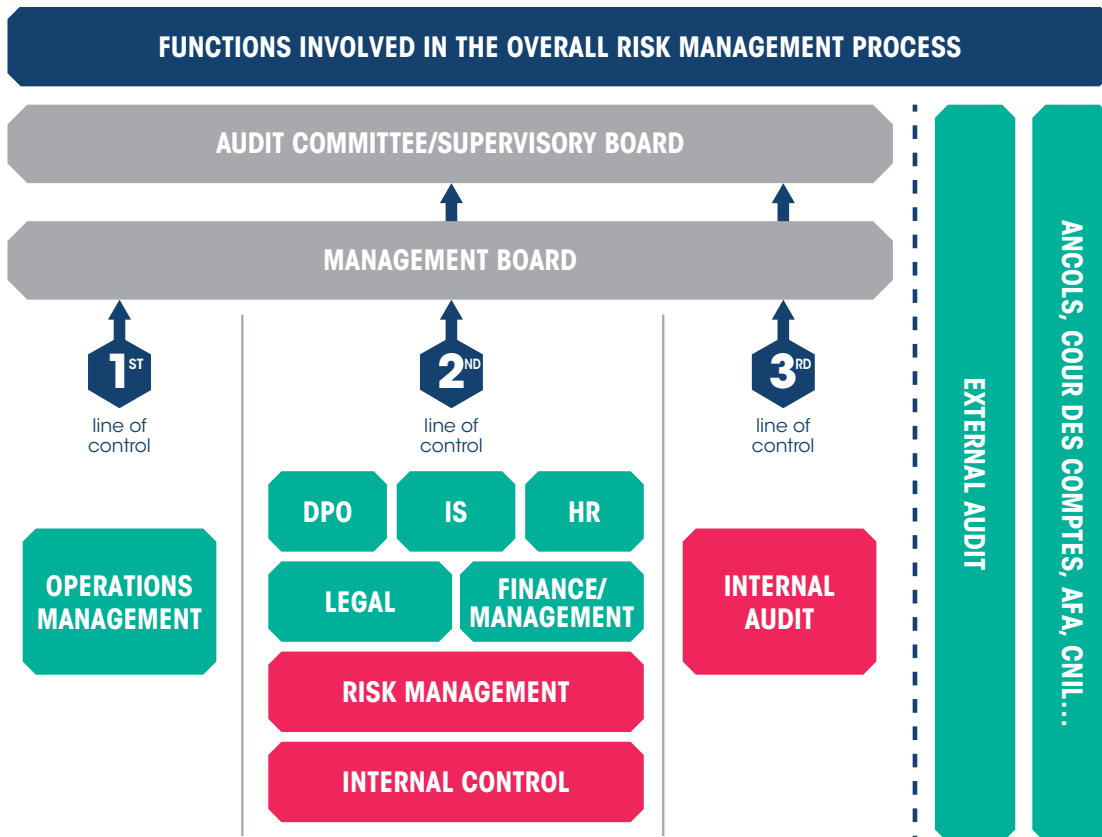 FUNCTIONS INVOLVED IN THE OVERALL RISK MANAGEMENT PROCESS
AUDIT COMMITTEE/SUPERVISORY BOARD
MANAGEMENT BOARD
1ST
line of
control
2ND
line of
control
3RD
line of
control
OPERATIONS
MANAGEMENT
DPO
IS
HR
LEGAL
FINANCE/
MANAGEMENT
RISK MANAGEMENT
INTERNAL CONTROL
INTERNAL
AUDIT
EXTERNAL AUDIT
ANCOLS, COUR DES COMPTES, AFA, CNIL...